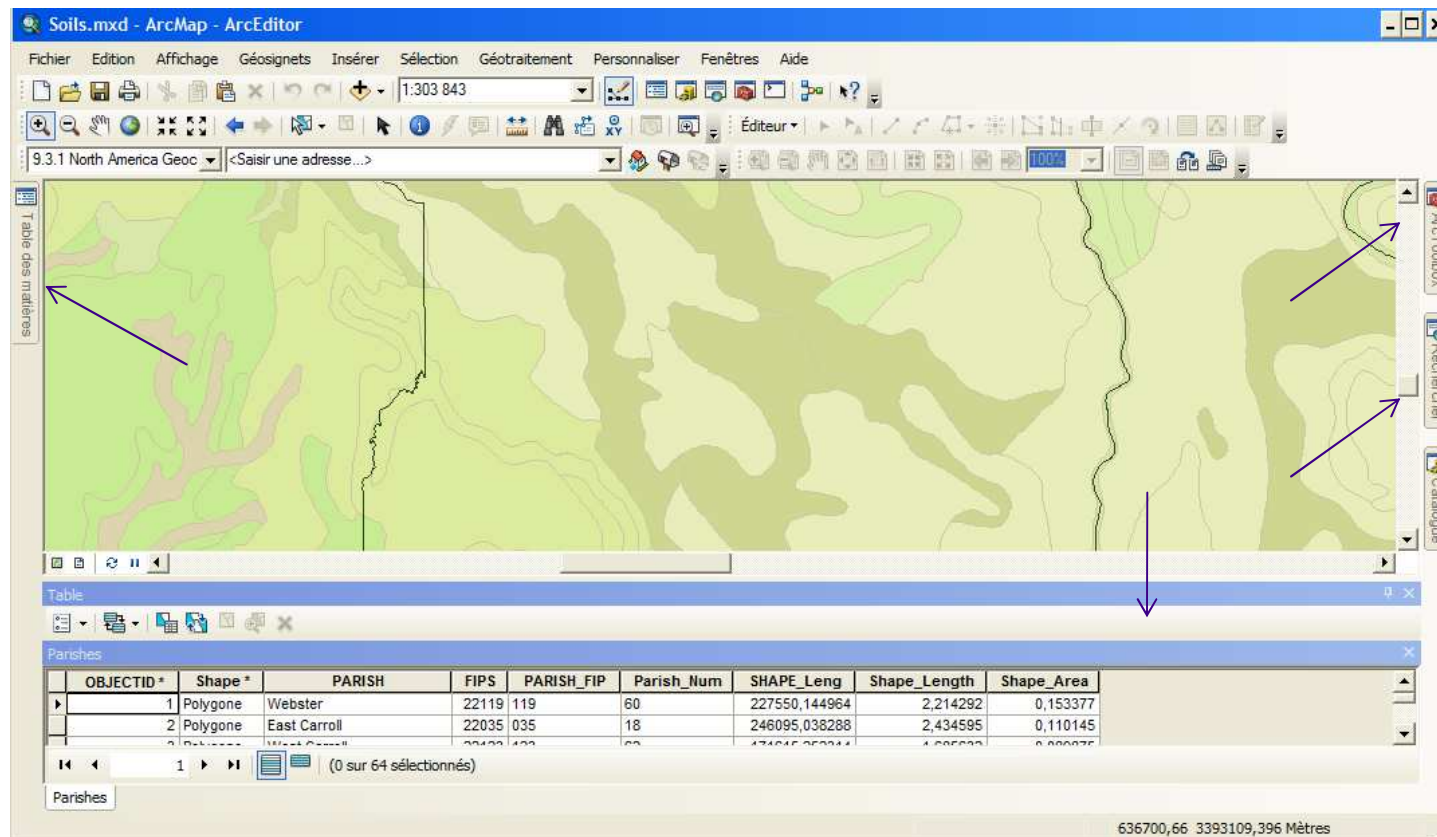 Soils.mxd - ArcMap - ArcEditor
Fichier Edition Affichage Géosignets Insérer Sélection Géotraitement Personnaliser Fenêtres Aide
1:303 843
Éditeur
9.3.1 North America Geoc <Saisir une adresse...> 100%
Table des matières
ArcToolbox
Rechercher
Catalogue
Table
Parishes
OBJECTID * Shape * PARISH FIPS PARISH_FIP Parish_Num SHAPE_Leng Shape_Length Shape_Area
1 Polygone Webster 22119 119 60 227550,144964 2,214292 0,153377
2 Polygone East Carroll 22035 035 18 246095,038288 2,434595 0,110145
1 (0 sur 64 sélectionnés)
Parishes
636700,66 3393109,396 Mètres